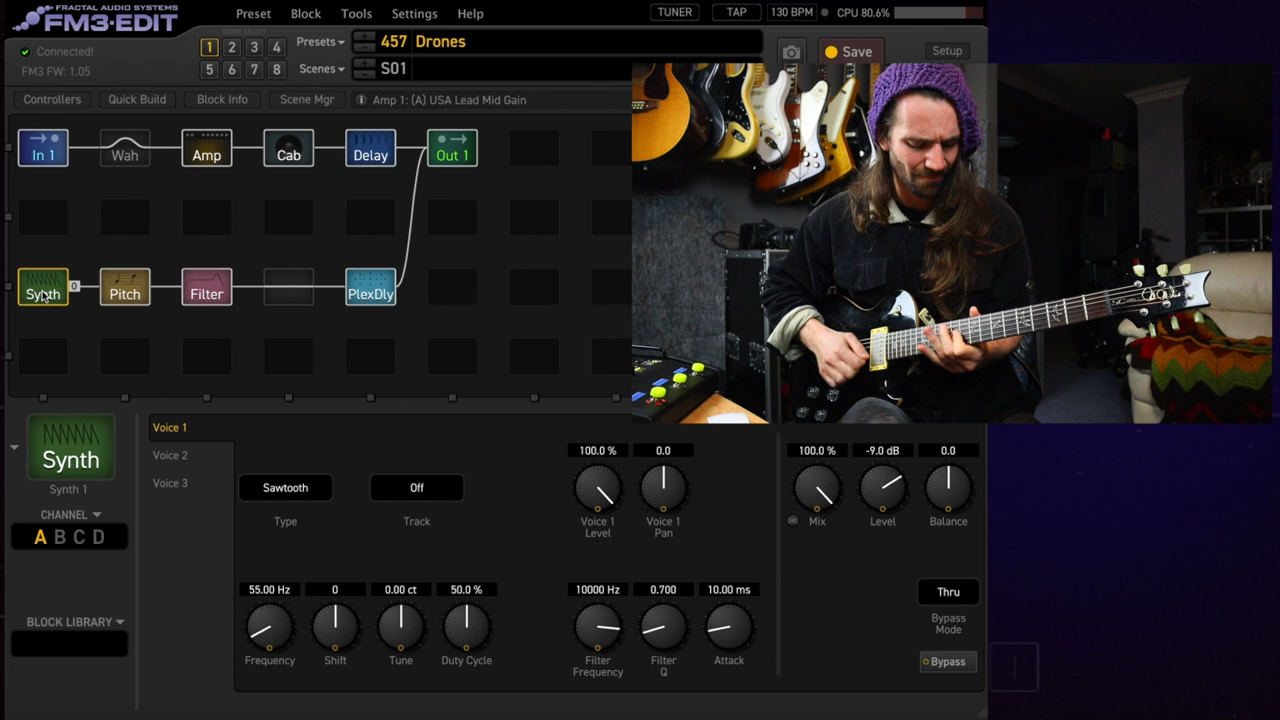 FRACTAL AUDIO SYSTEMS
FM3-EDIT
Preset Block Tools Settings Help
TUNER TAP 130 BPM CPU 80.6%
Connected!
FM3 FW: 1.05
SCENE SELECT
1 2 3 4
5 6 7 8
Presets 457 Drones
Scenes S01
Save Setup
Controllers Quick Build Block Info Scene Mgr Amp 1: (A) USA Lead Mid Gain
In 1 Wah Amp Cab Delay Out 1
Synth 0 Pitch Filter PlexDly
Synth
Synth 1
CHANNEL
A B C D
BLOCK LIBRARY
Voice 1
Voice 2
Voice 3
Sawtooth Off
Type Track
100.0 % 0.0
Voice 1 Level Voice 1 Pan
100.0 % -9.0 dB 0.0
Mix Level Balance
55.00 Hz 0 0.00 ct 50.0 %
Frequency Shift Tune Duty Cycle
10000 Hz 0.700 10.00 ms
Filter Frequency Filter Q Attack
Thru
Bypass Mode
Bypass